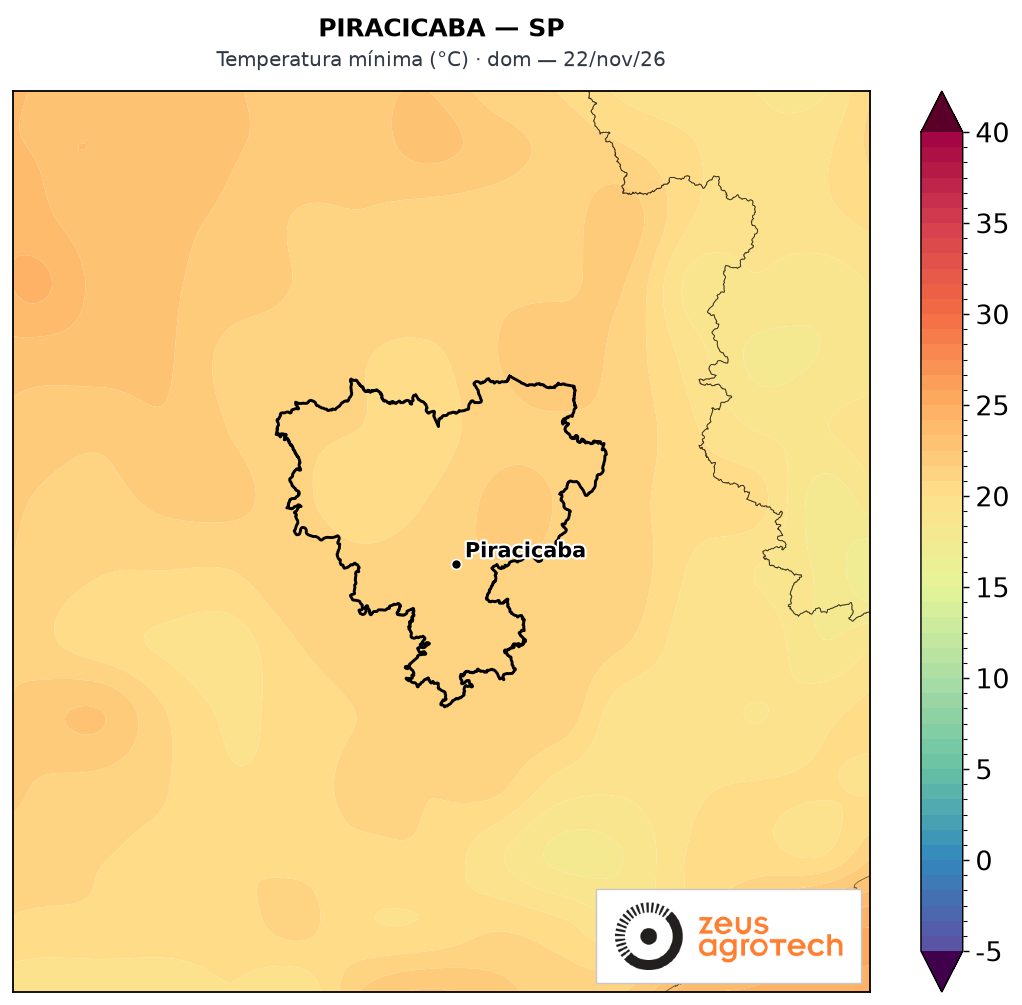 PIRACICABA — SP
Temperatura mínima (°C) · dom — 22/nov/26
40
35
30
25
20
15
10
5
0
-5
Piracicaba
zeus
agrotech